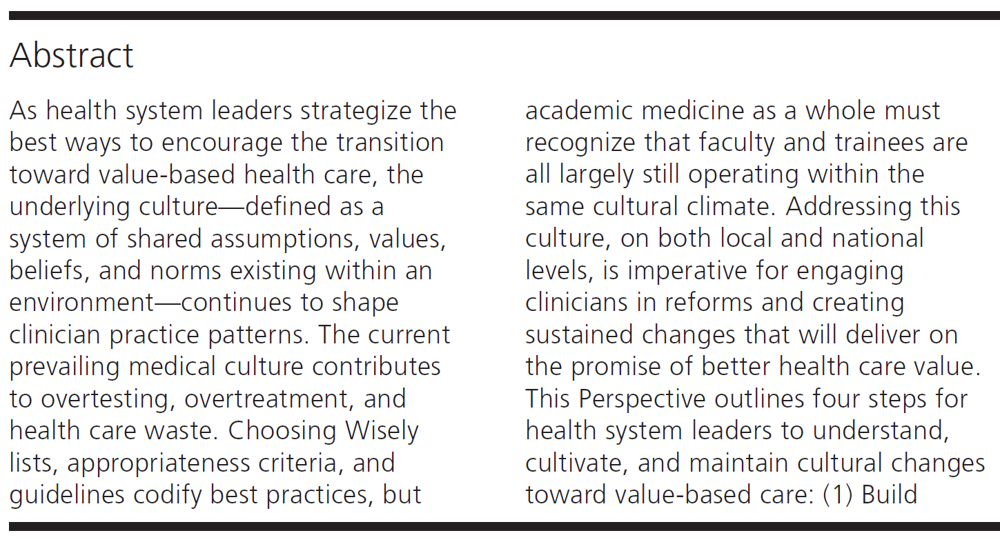 Abstract
As health system leaders strategize the
best ways to encourage the transition
toward value-based health care, the
underlying culture—defined as a
system of shared assumptions, values,
beliefs, and norms existing within an
environment—continues to shape
clinician practice patterns. The current
prevailing medical culture contributes
to overtesting, overtreatment, and
health care waste. Choosing Wisely
lists, appropriateness criteria, and
guidelines codify best practices, but
academic medicine as a whole must
recognize that faculty and trainees are
all largely still operating within the
same cultural climate. Addressing this
culture, on both local and national
levels, is imperative for engaging
clinicians in reforms and creating
sustained changes that will deliver on
the promise of better health care value.
This Perspective outlines four steps for
health system leaders to understand,
cultivate, and maintain cultural changes
toward value-based care: (1) Build